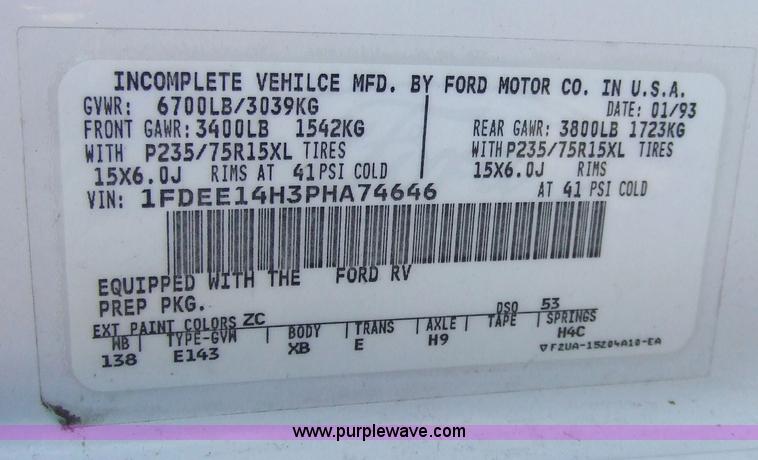 INCOMPLETE VEHILCE MFD. BY FORD MOTOR CO. IN U.S.A.
GVWR: 6700LB/3039KG DATE: 01/93
FRONT GAWR: 3400LB 1542KG REAR GAWR: 3800LB 1723KG
WITH P235/75R15XL TIRES WITH P235/75R15XL TIRES
15X6.0J RIMS AT 41 PSI COLD 15X6.0J RIMS
VIN: 1FDEE14H3PHA74646 AT 41 PSI COLD
EQUIPPED WITH THE FORD RV
PREP PKG.
EXT PAINT COLORS ZC DSO 53
WB TYPE-GVW BODY TRANS AXLE TAPE SPRINGS
138 E143 XB E H9 H4C
▽ F2UA-15204A10-EA
www.purplewave.com